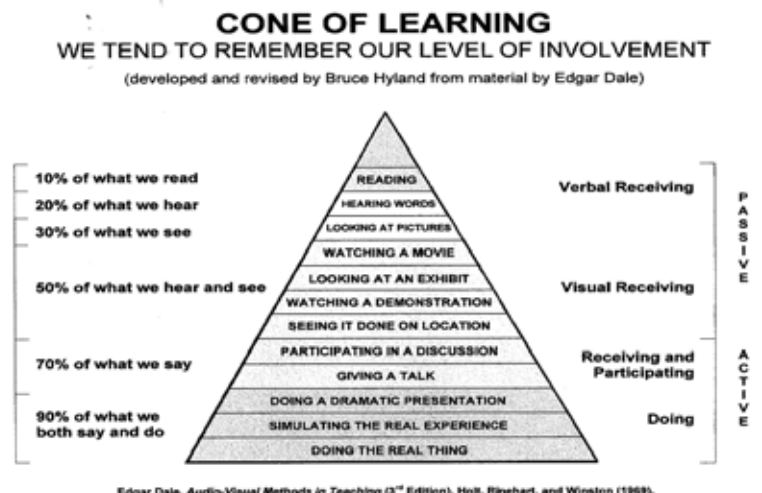 CONE OF LEARNING
WE TEND TO REMEMBER OUR LEVEL OF INVOLVEMENT
(developed and revised by Bruce Hyland from material by Edgar Dale)
10% of what we read
20% of what we hear
30% of what we see
50% of what we hear and see
70% of what we say
90% of what we
both say and do
READING
HEARING WORDS
LOOKING AT PICTURES
WATCHING A MOVIE
LOOKING AT AN EXHIBIT
WATCHING A DEMONSTRATION
SEEING IT DONE ON LOCATION
PARTICIPATING IN A DISCUSSION
GIVING A TALK
DOING A DRAMATIC PRESENTATION
SIMULATING THE REAL EXPERIENCE
DOING THE REAL THING
Verbal Receiving
Visual Receiving
Receiving and
Participating
Doing
PASSIVE
ACTIVE
Edgar Dale, Audio-Visual Methods in Teaching (3rd Edition), Holt, Rinehart, and Winston (1969).